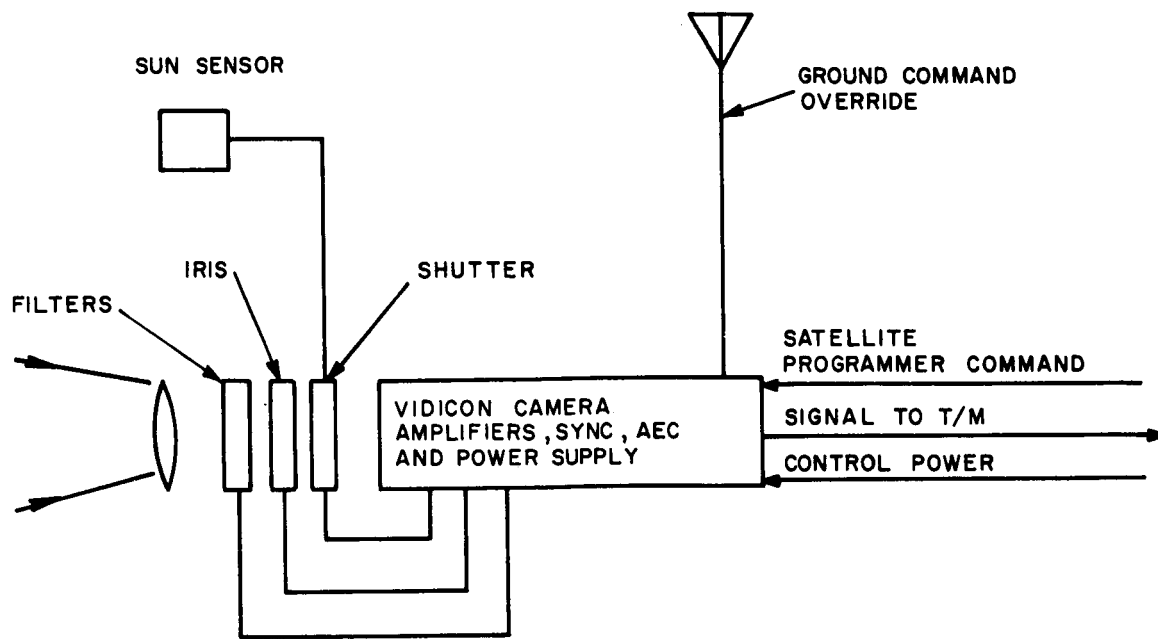 SUN SENSOR
GROUND COMMAND
OVERRIDE
IRIS
SHUTTER
FILTERS
SATELLITE
PROGRAMMER COMMAND
VIDICON CAMERA
AMPLIFIERS, SYNC, AEC
AND POWER SUPPLY
SIGNAL TO T/M
CONTROL POWER